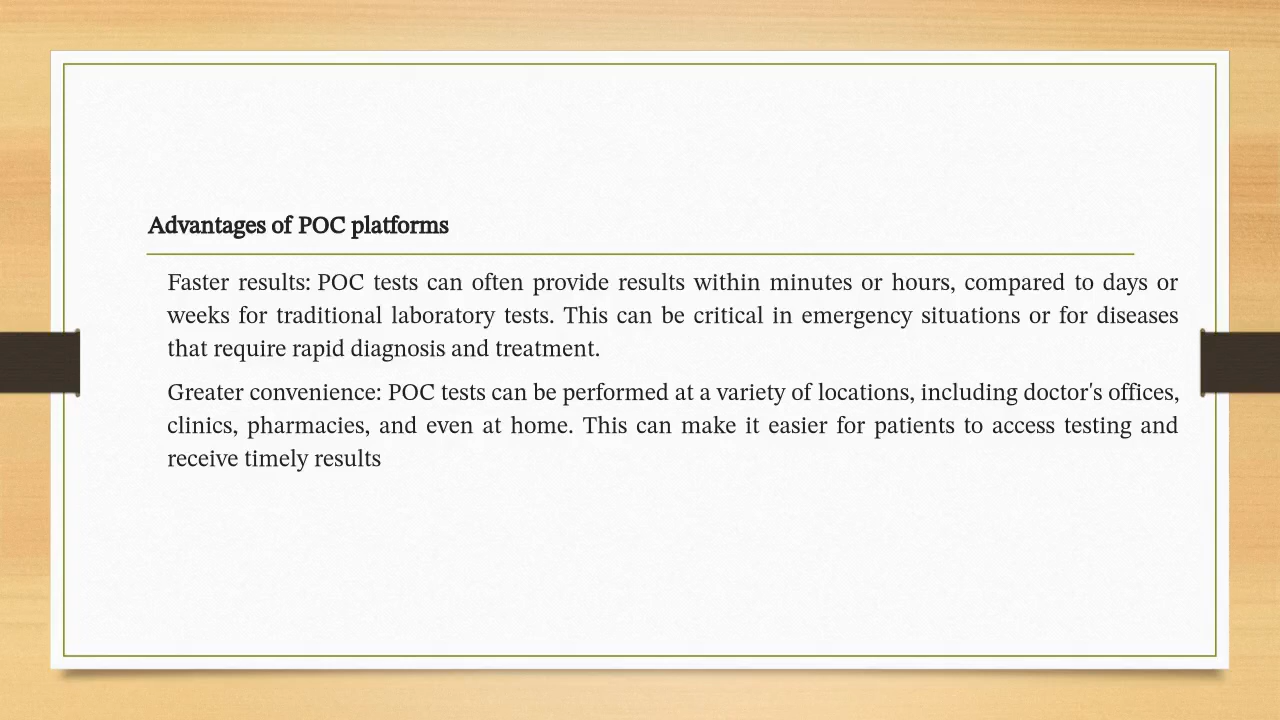 Advantages of POC platforms
Faster results: POC tests can often provide results within minutes or hours, compared to days or
weeks for traditional laboratory tests. This can be critical in emergency situations or for diseases
that require rapid diagnosis and treatment.
Greater convenience: POC tests can be performed at a variety of locations, including doctor's offices,
clinics, pharmacies, and even at home. This can make it easier for patients to access testing and
receive timely results